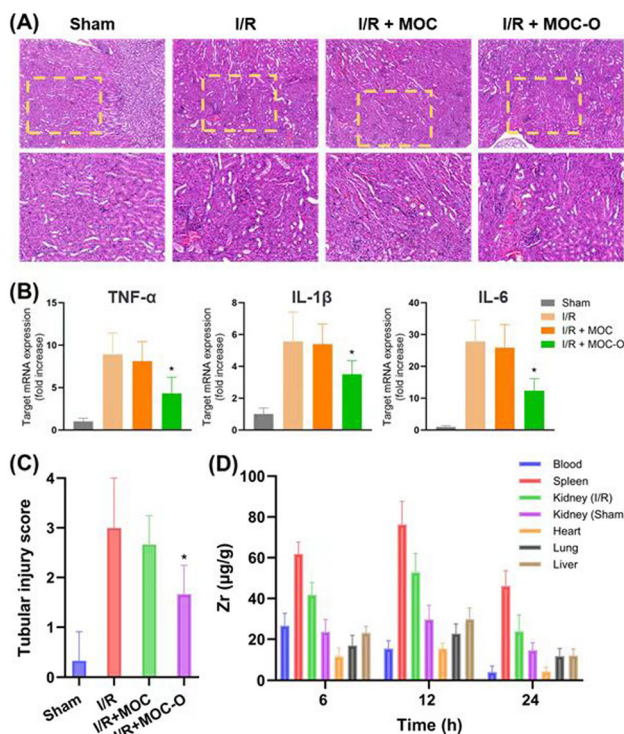 (A)
Sham
I/R
I/R + MOC
I/R + MOC-O
(B)
TNF-α
IL-1β
IL-6
Target mRNA expression
(fold increase)
15
10
5
0
Target mRNA expression
(fold increase)
8
6
4
2
0
Target mRNA expression
(fold increase)
40
30
20
10
0
*
*
*
Sham
I/R
I/R + MOC
I/R + MOC-O
(C)
Tubular injury score
4
3
2
1
0
*
Sham
I/R
I/R+MOC
I/R+MOC-O
(D)
Zr (μg/g)
100
80
60
40
20
0
6
12
24
Time (h)
Blood
Spleen
Kidney (I/R)
Kidney (Sham)
Heart
Lung
Liver